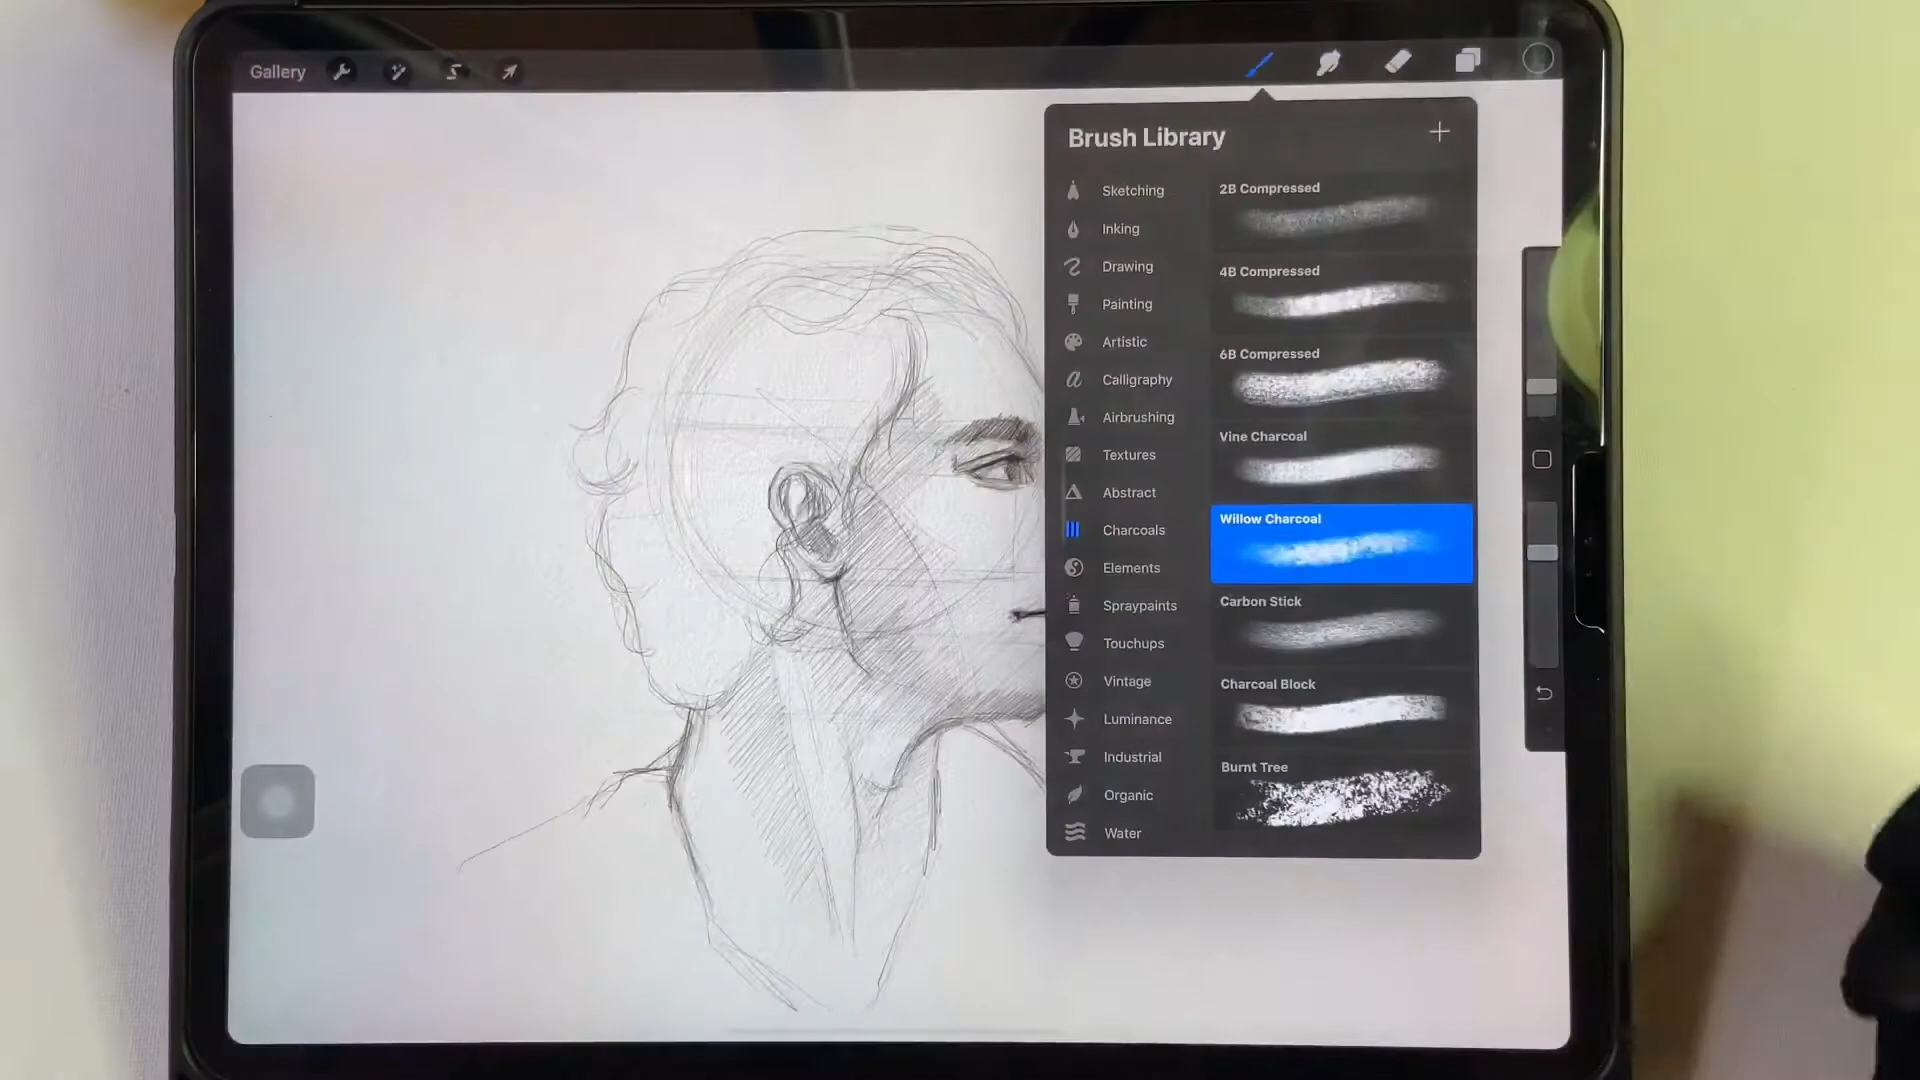 Gallery
Brush Library
Sketching
Inking
Drawing
Painting
Artistic
Calligraphy
Airbrushing
Textures
Abstract
Charcoals
Elements
Spraypaints
Touchups
Vintage
Luminance
Industrial
Organic
Water
2B Compressed
4B Compressed
6B Compressed
Vine Charcoal
Willow Charcoal
Carbon Stick
Charcoal Block
Burnt Tree